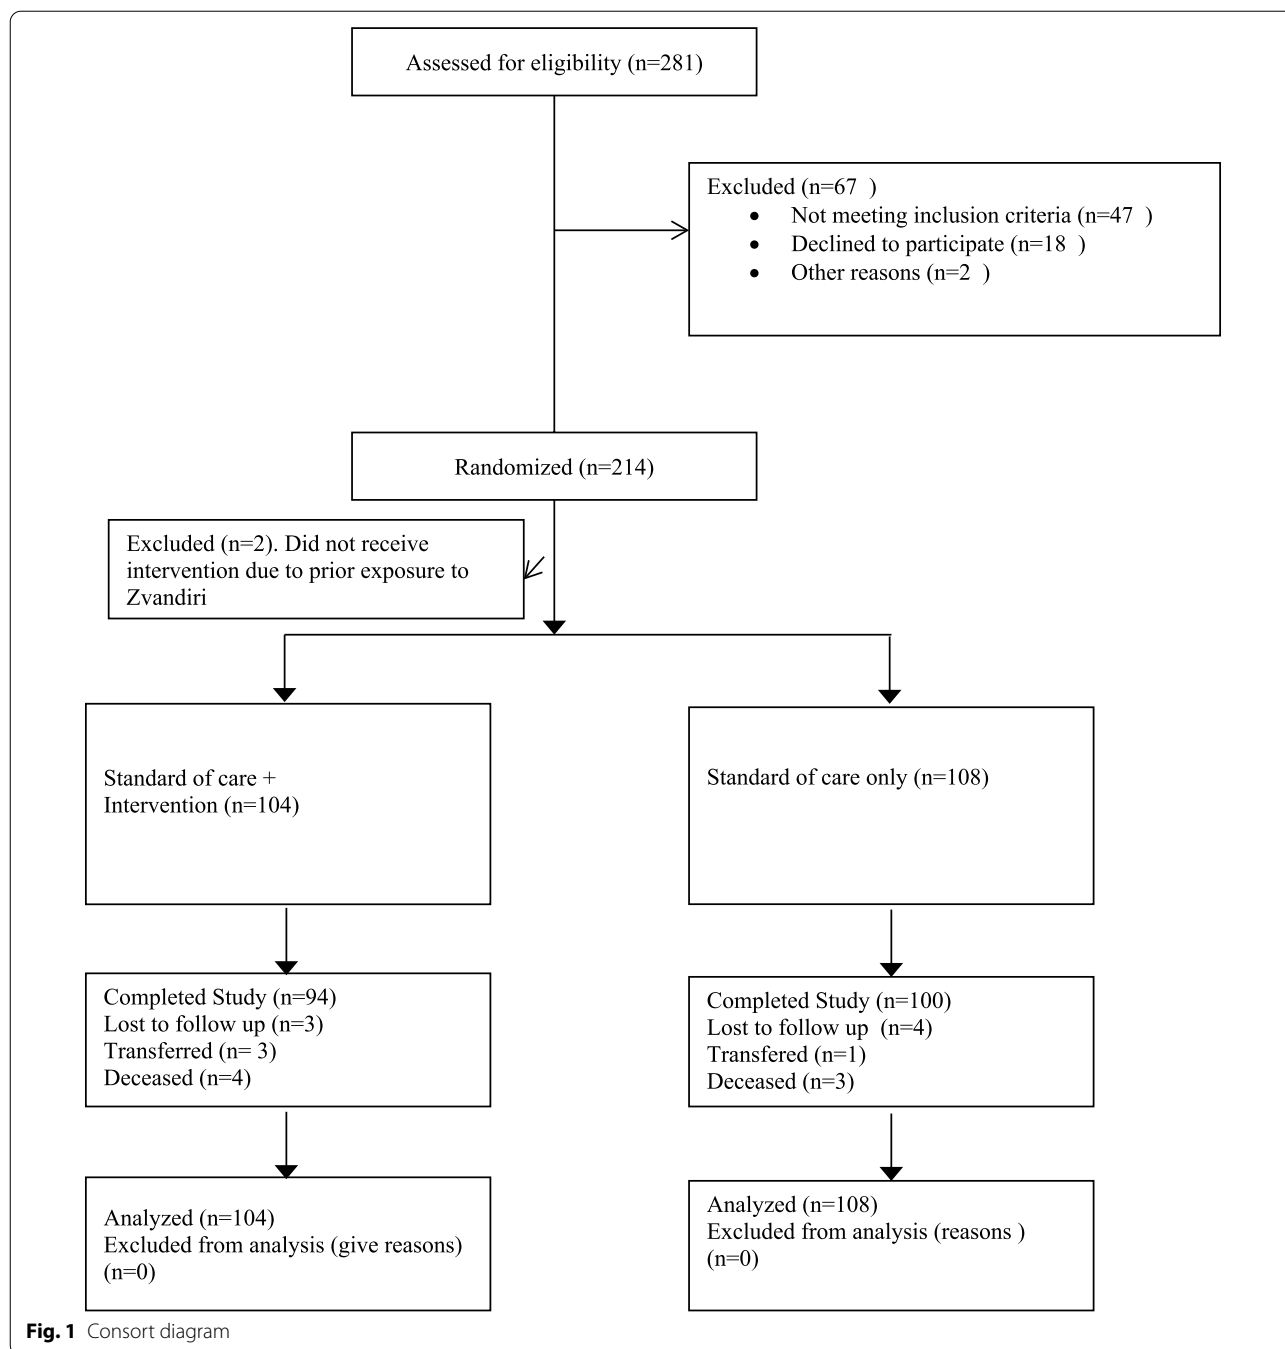 Assessed for eligibility (n=281)
Excluded (n=67  )
• Not meeting inclusion criteria (n=47  )
• Declined to participate (n=18  )
• Other reasons (n=2  )
Randomized (n=214)
Excluded (n=2). Did not receive
intervention due to prior exposure to
Zvandiri
Standard of care +
Intervention (n=104)
Standard of care only (n=108)
Completed Study (n=94)
Lost to follow up (n=3)
Transferred (n= 3)
Deceased (n=4)
Completed Study (n=100)
Lost to follow up  (n=4)
Transfered (n=1)
Deceased (n=3)
Analyzed (n=104)
Excluded from analysis (give reasons)
(n=0)
Analyzed (n=108)
Excluded from analysis (reasons )
(n=0)
Fig. 1 Consort diagram